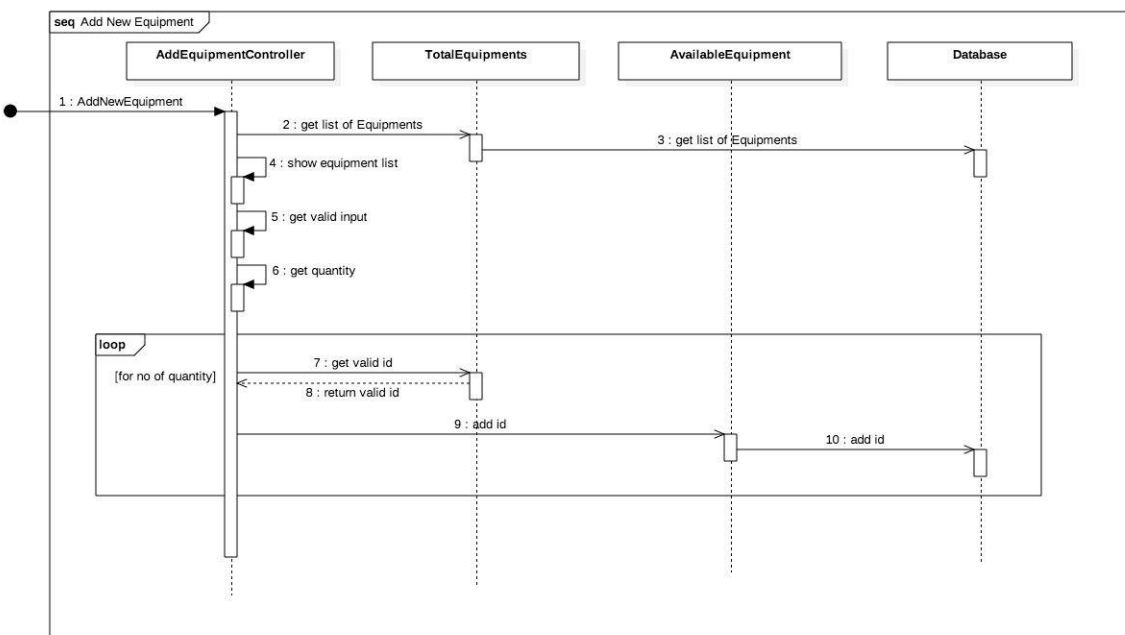 seq Add New Equipment
AddEquipmentController
TotalEquipments
AvailableEquipment
Database
1 : AddNewEquipment
2 : get list of Equipments
3 : get list of Equipments
4 : show equipment list
5 : get valid input
6 : get quantity
loop
[for no of quantity]
7 : get valid id
8 : return valid id
9 : add id
10 : add id